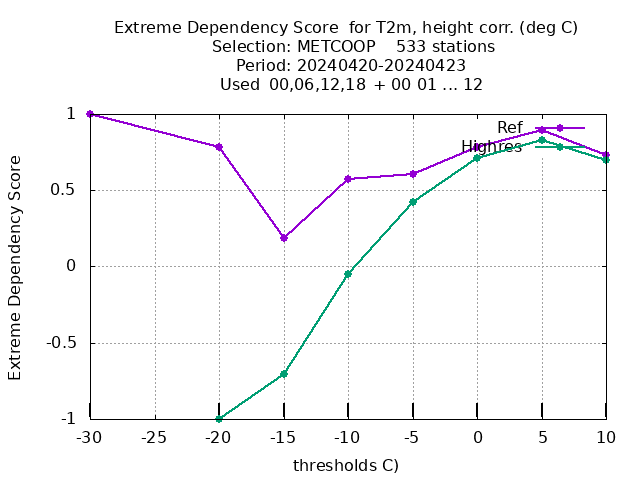 Extreme Dependency Score  for T2m, height corr. (deg C)
Selection: METCOOP    533 stations
Period: 20240420-20240423
Used  00,06,12,18  + 00 01 ... 12
Extreme Dependency Score
1
0.5
0
-0.5
-1
Ref
Highres
-30 -25 -20 -15 -10 -5 0 5 10
thresholds C)